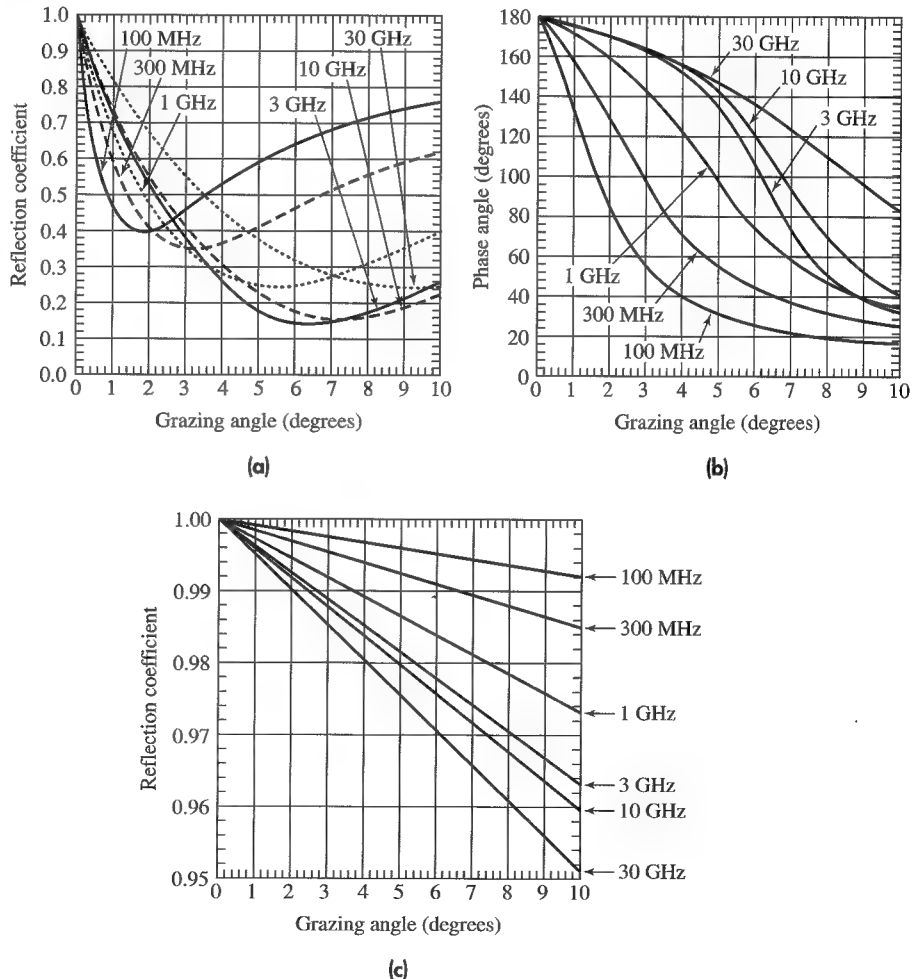 1.0
0.9
0.8
0.7
0.6
0.5
0.4
0.3
0.2
0.1
0.0
Reflection coefficient
100 MHz
300 MHz
1 GHz
3 GHz
10 GHz
30 GHz
0 1 2 3 4 5 6 7 8 9 10
Grazing angle (degrees)
(a)
180
160
140
120
100
80
60
40
20
0
Phase angle (degrees)
30 GHz
10 GHz
3 GHz
1 GHz
300 MHz
100 MHz
0 1 2 3 4 5 6 7 8 9 10
Grazing angle (degrees)
(b)
1.00
0.99
0.98
0.97
0.96
0.95
Reflection coefficient
100 MHz
300 MHz
1 GHz
3 GHz
10 GHz
30 GHz
0 1 2 3 4 5 6 7 8 9 10
Grazing angle (degrees)
(c)